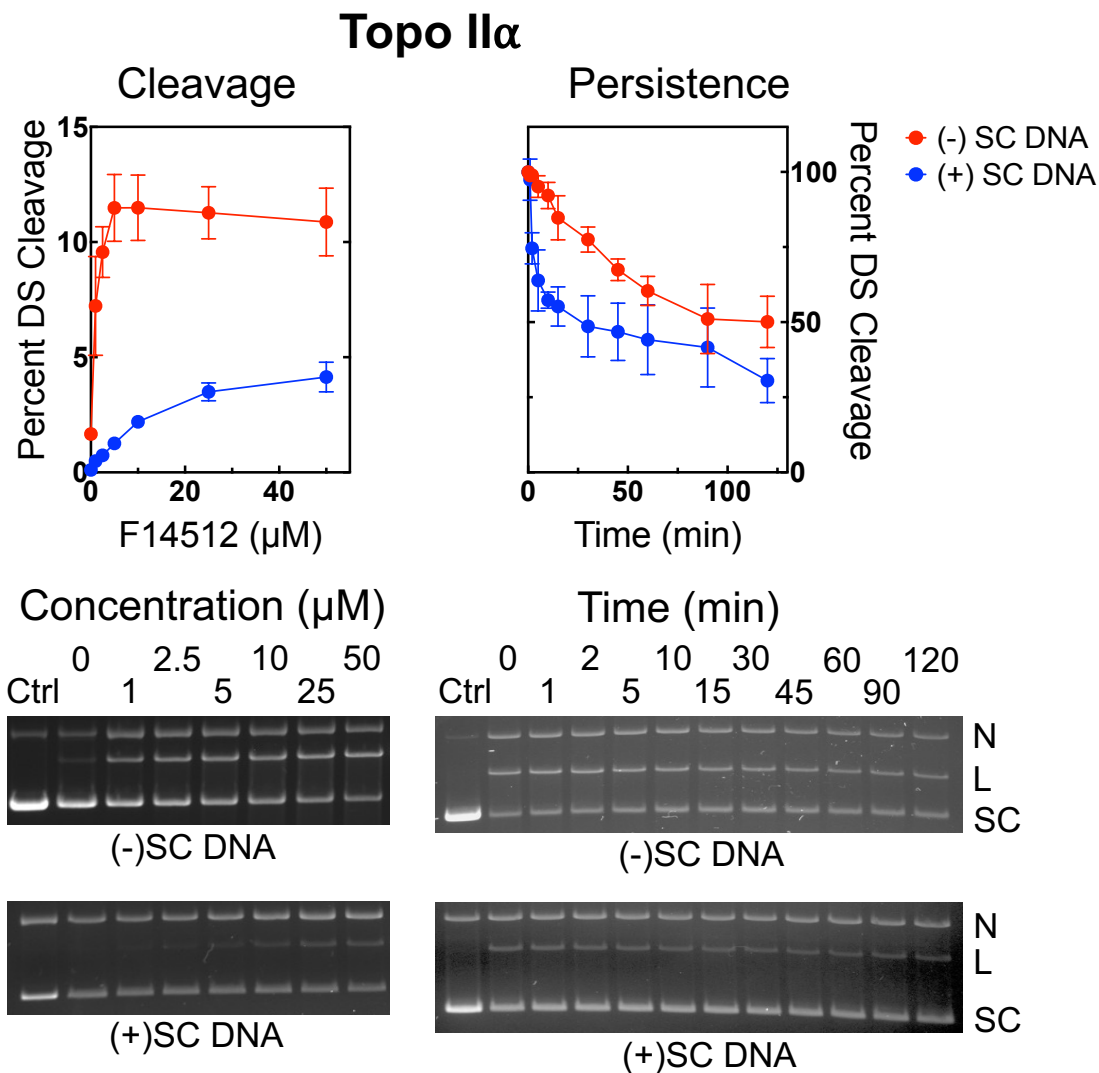 Topo IIα
Cleavage
Persistence
Percent DS Cleavage
15
10
5
0
0 20 40
F14512 (µM)
100
50
0
0 50 100
Time (min)
Percent DS Cleavage
(-) SC DNA
(+) SC DNA
Concentration (µM)
0 2.5 10 50
Ctrl 1 5 25
(-)SC DNA
(+)SC DNA
Time (min)
0 2 10 30 60 120
Ctrl 1 5 15 45 90
N
L
SC
(-)SC DNA
N
L
SC
(+)SC DNA